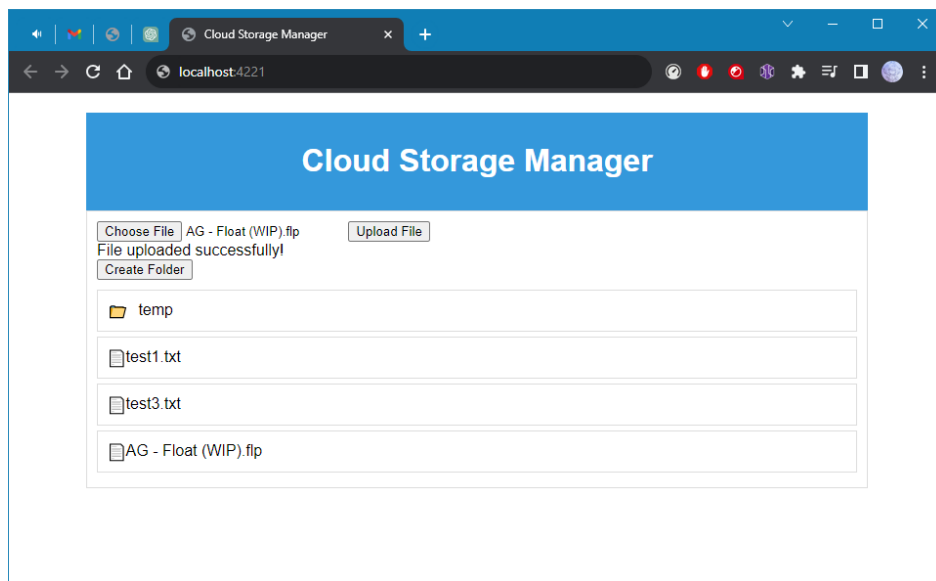 Cloud Storage Manager
localhost:4221
Cloud Storage Manager
Choose File AG - Float (WIP).flp Upload File
File uploaded successfully!
Create Folder
temp
test1.txt
test3.txt
AG - Float (WIP).flp